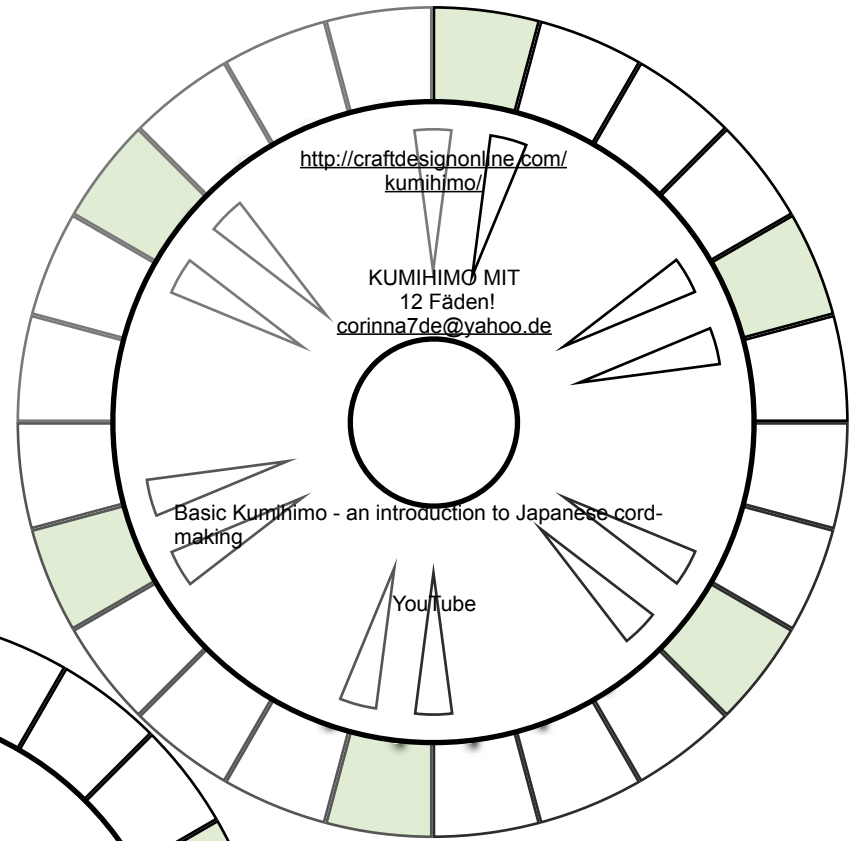 http://craftdesignonline.com/
kumihimo/
KUMIHIMO MIT
12 Fäden!
corinna7de@yahoo.de
Basic Kumihimo - an introduction to Japanese cord-
making
YouTube